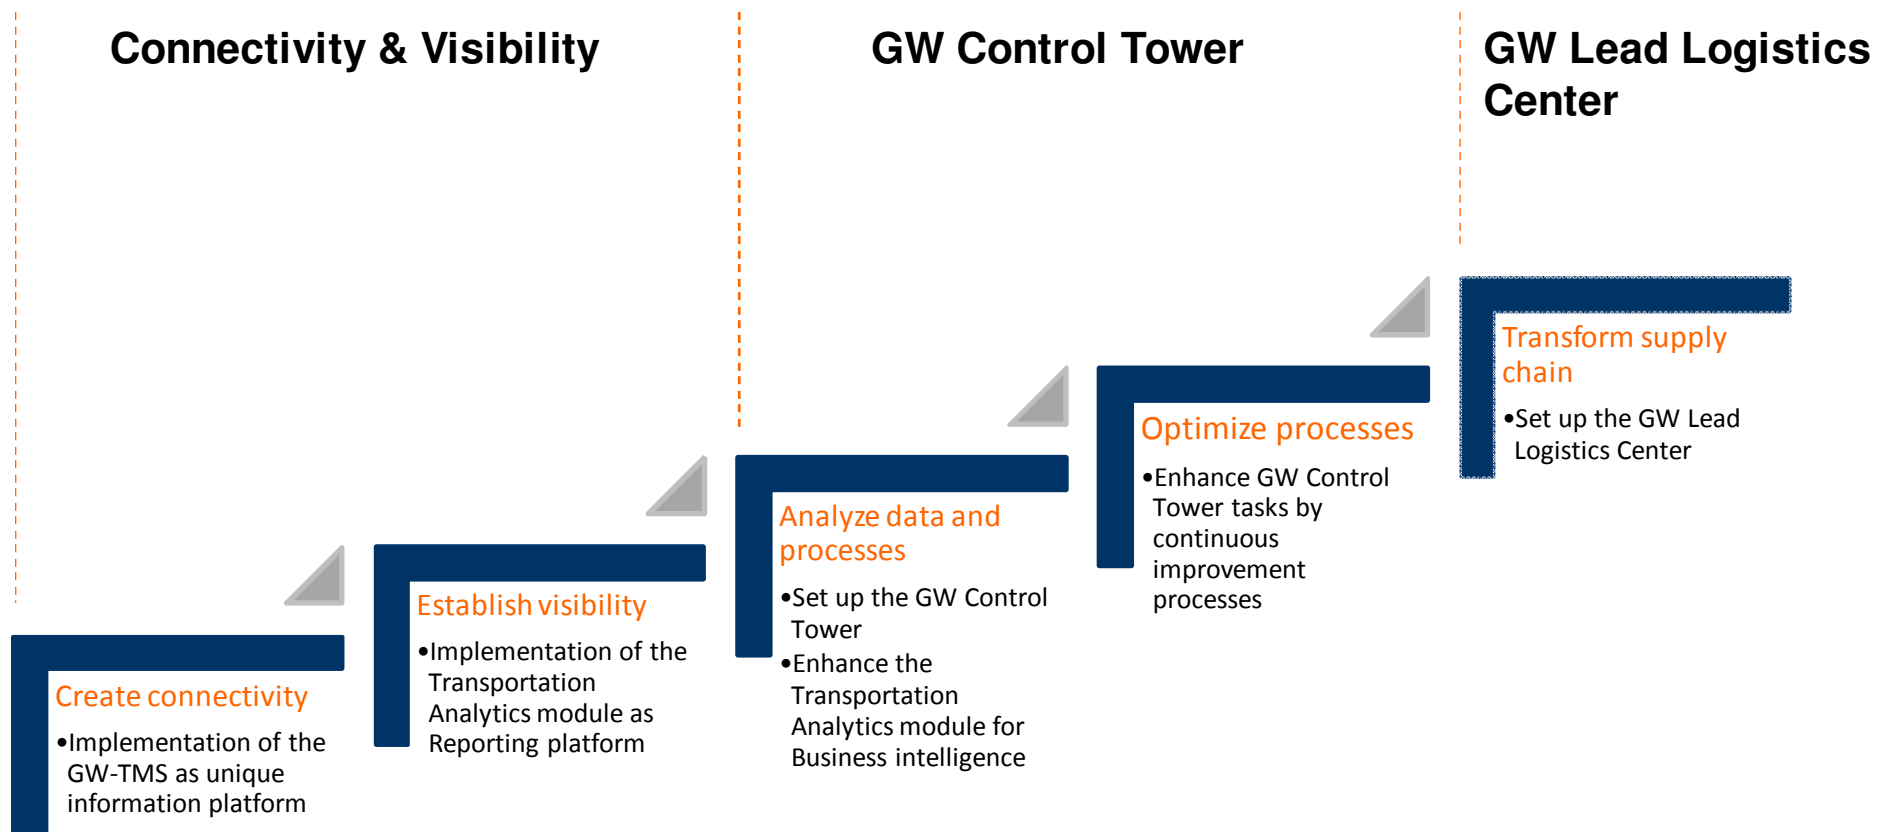 Connectivity & Visibility
GW Control Tower
GW Lead Logistics
Center
Create connectivity
•Implementation of the
GW-TMS as unique
information platform
Establish visibility
•Implementation of the
Transportation
Analytics module as
Reporting platform
Analyze data and
processes
•Set up the GW Control
Tower
•Enhance the
Transportation
Analytics module for
Business intelligence
Optimize processes
•Enhance GW Control
Tower tasks by
continuous
improvement
processes
Transform supply
chain
•Set up the GW Lead
Logistics Center